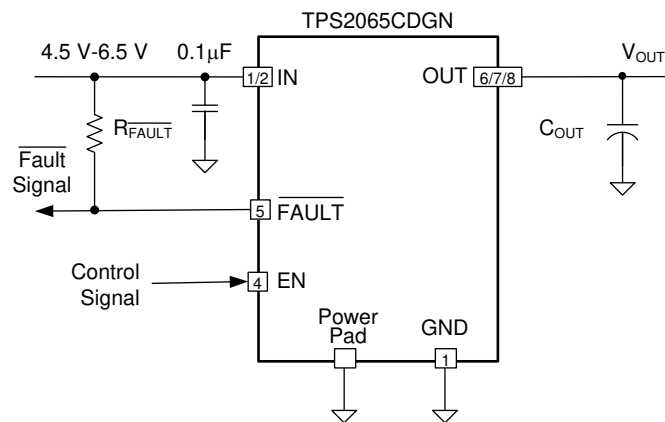 TPS2065CDGN
4.5 V-6.5 V
0.1µF
1/2
IN
OUT
6/7/8
VOUT
RFAULT
COUT
Fault
Signal
5
FAULT
Control
Signal
4
EN
Power
Pad
GND
1